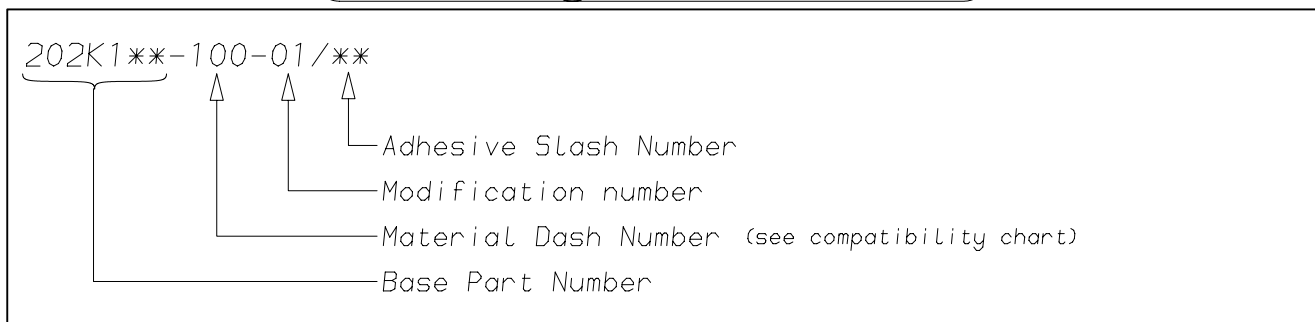 202K1**-100-01/**
Adhesive Slash Number
Modification number
Material Dash Number (see compatibility chart)
Base Part Number